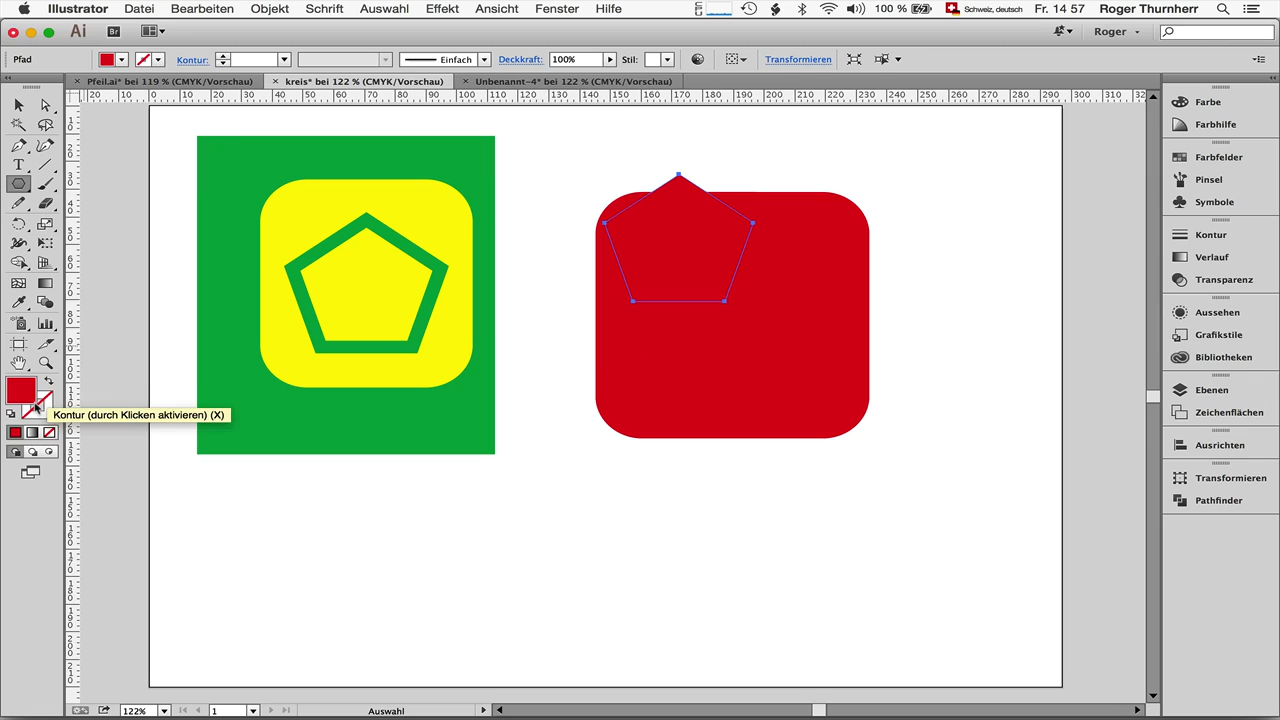 Illustrator Datei Bearbeiten Objekt Schrift Auswahl Effekt Ansicht Fenster Hilfe 100 % Schweiz, deutsch Fr. 14 57 Roger Thurnherr
Ai Br Roger
Pfad Kontur: Einfach Deckkraft: 100% Stil: Transformieren
× Pfeil.ai* bei 119 % (CMYK/Vorschau) × kreis* bei 122 % (CMYK/Vorschau) × Unbenannt-4* bei 122 % (CMYK/Vorschau)
20 10 0 10 20 30 40 50 60 70 80 90 100 110 120 130 140 150 160 170 180 190 200 210 220 230 240 250 260 270 280 290 300 310 32
Farbe
Farbhilfe
Farbfelder
Pinsel
Symbole
Kontur
Verlauf
Transparenz
Aussehen
Grafikstile
Bibliotheken
Ebenen
Zeichenflächen
Ausrichten
Transformieren
Pathfinder
Kontur (durch Klicken aktivieren) (X)
122% 1 Auswahl